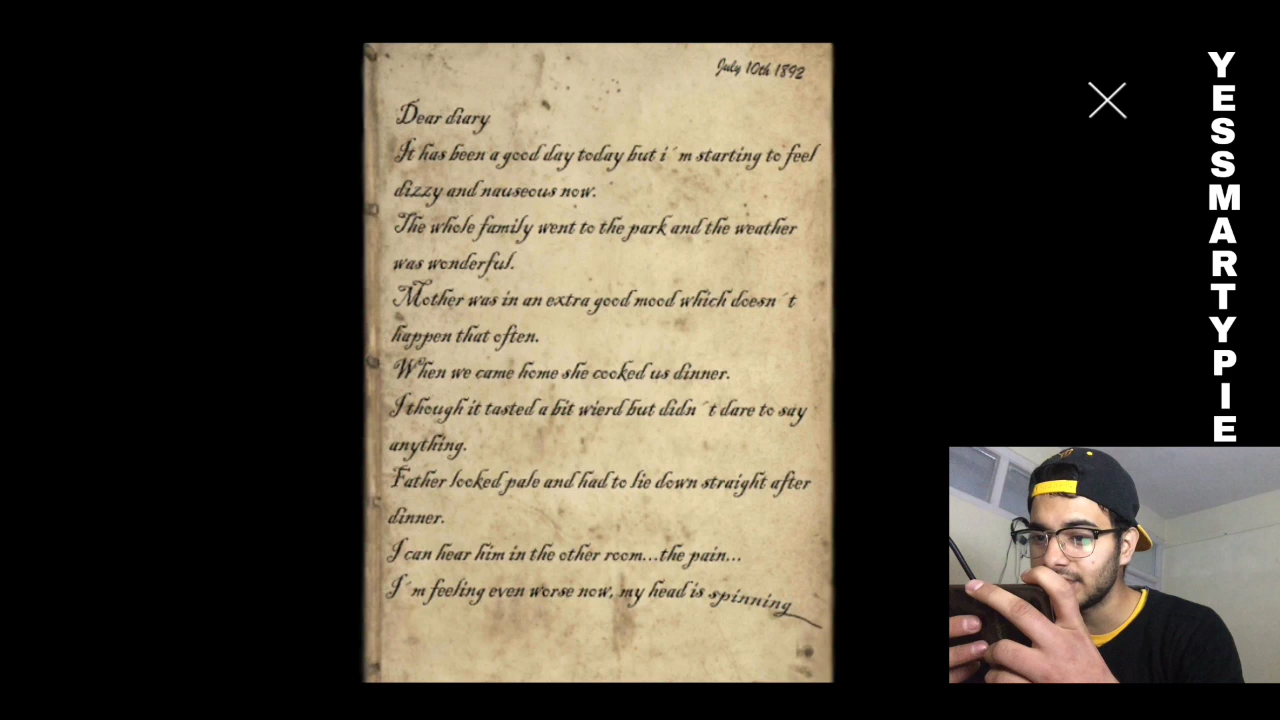 July 10th 1892
Dear diary
It has been a good day today but i´m starting to feel
dizzy and nauseous now.
The whole family went to the park and the weather
was wonderful.
Mother was in an extra good mood which doesn´t
happen that often.
When we came home she cooked us dinner.
I though it tasted a bit wierd but didn´t dare to say
anything.
Father looked pale and had to lie down straight after
dinner.
I can hear him in the other room...the pain...
I´m feeling even worse now, my head is spinning
YESSMARTYPIE